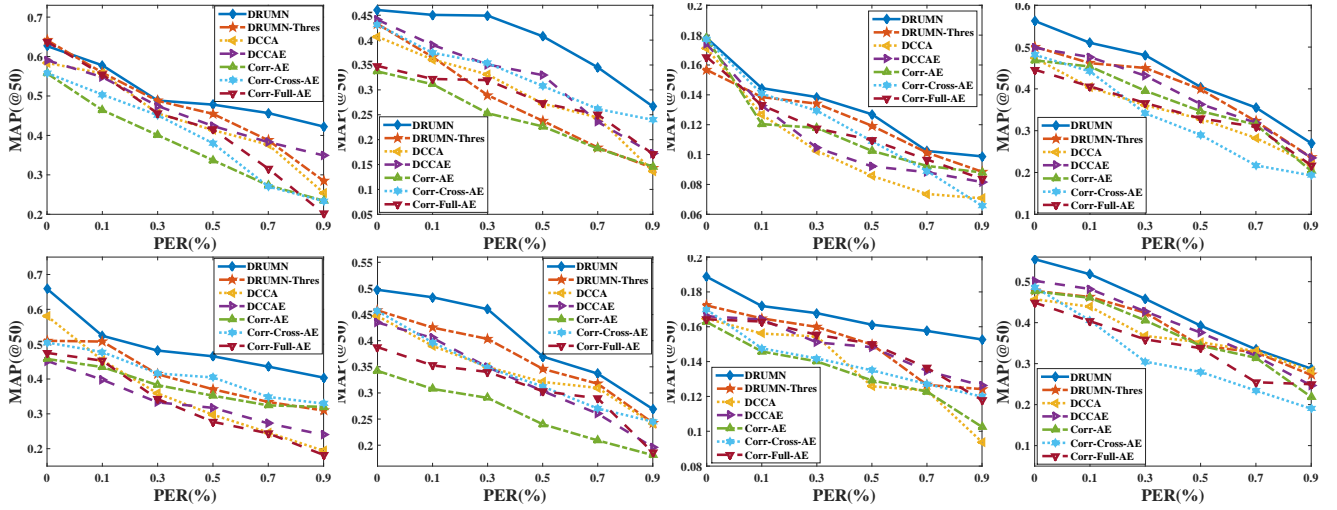 MAP(@50)
0.7
0.6
0.5
0.4
0.3
0.2
0 0.1 0.3 0.5 0.7 0.9
PER(%)
DRUMN
DRUMN-Thres
DCCA
DCCAE
Corr-AE
Corr-Cross-AE
Corr-Full-AE
MAP(@50)
0.45
0.4
0.35
0.3
0.25
0.2
0.15
0.1
0.05
0 0.1 0.3 0.5 0.7 0.9
PER(%)
DRUMN
DRUMN-Thres
DCCA
DCCAE
Corr-AE
Corr-Cross-AE
Corr-Full-AE
MAP(@50)
0.2
0.18
0.16
0.14
0.12
0.1
0.08
0.06
0 0.1 0.3 0.5 0.7 0.9
PER(%)
DRUMN
DRUMN-Thres
DCCA
DCCAE
Corr-AE
Corr-Cross-AE
Corr-Full-AE
MAP(@50)
0.6
0.5
0.4
0.3
0.2
0.1
0 0.1 0.3 0.5 0.7 0.9
PER(%)
DRUMN
DRUMN-Thres
DCCA
DCCAE
Corr-AE
Corr-Cross-AE
Corr-Full-AE
MAP(@50)
0.7
0.6
0.5
0.4
0.3
0.2
0 0.1 0.3 0.5 0.7 0.9
PER(%)
DRUMN
DRUMN-Thres
DCCA
DCCAE
Corr-AE
Corr-Cross-AE
Corr-Full-AE
MAP(@50)
0.55
0.5
0.45
0.4
0.35
0.3
0.25
0.2
0 0.1 0.3 0.5 0.7 0.9
PER(%)
DRUMN
DRUMN-Thres
DCCA
DCCAE
Corr-AE
Corr-Cross-AE
Corr-Full-AE
MAP(@50)
0.2
0.18
0.16
0.14
0.12
0.1
0.08
0 0.1 0.3 0.5 0.7 0.9
PER(%)
DRUMN
DRUMN-Thres
DCCA
DCCAE
Corr-AE
Corr-Cross-AE
Corr-Full-AE
MAP(@50)
0.5
0.4
0.3
0.2
0.1
0 0.1 0.3 0.5 0.7 0.9
PER(%)
DRUMN
DRUMN-Thres
DCCA
DCCAE
Corr-AE
Corr-Cross-AE
Corr-Full-AE